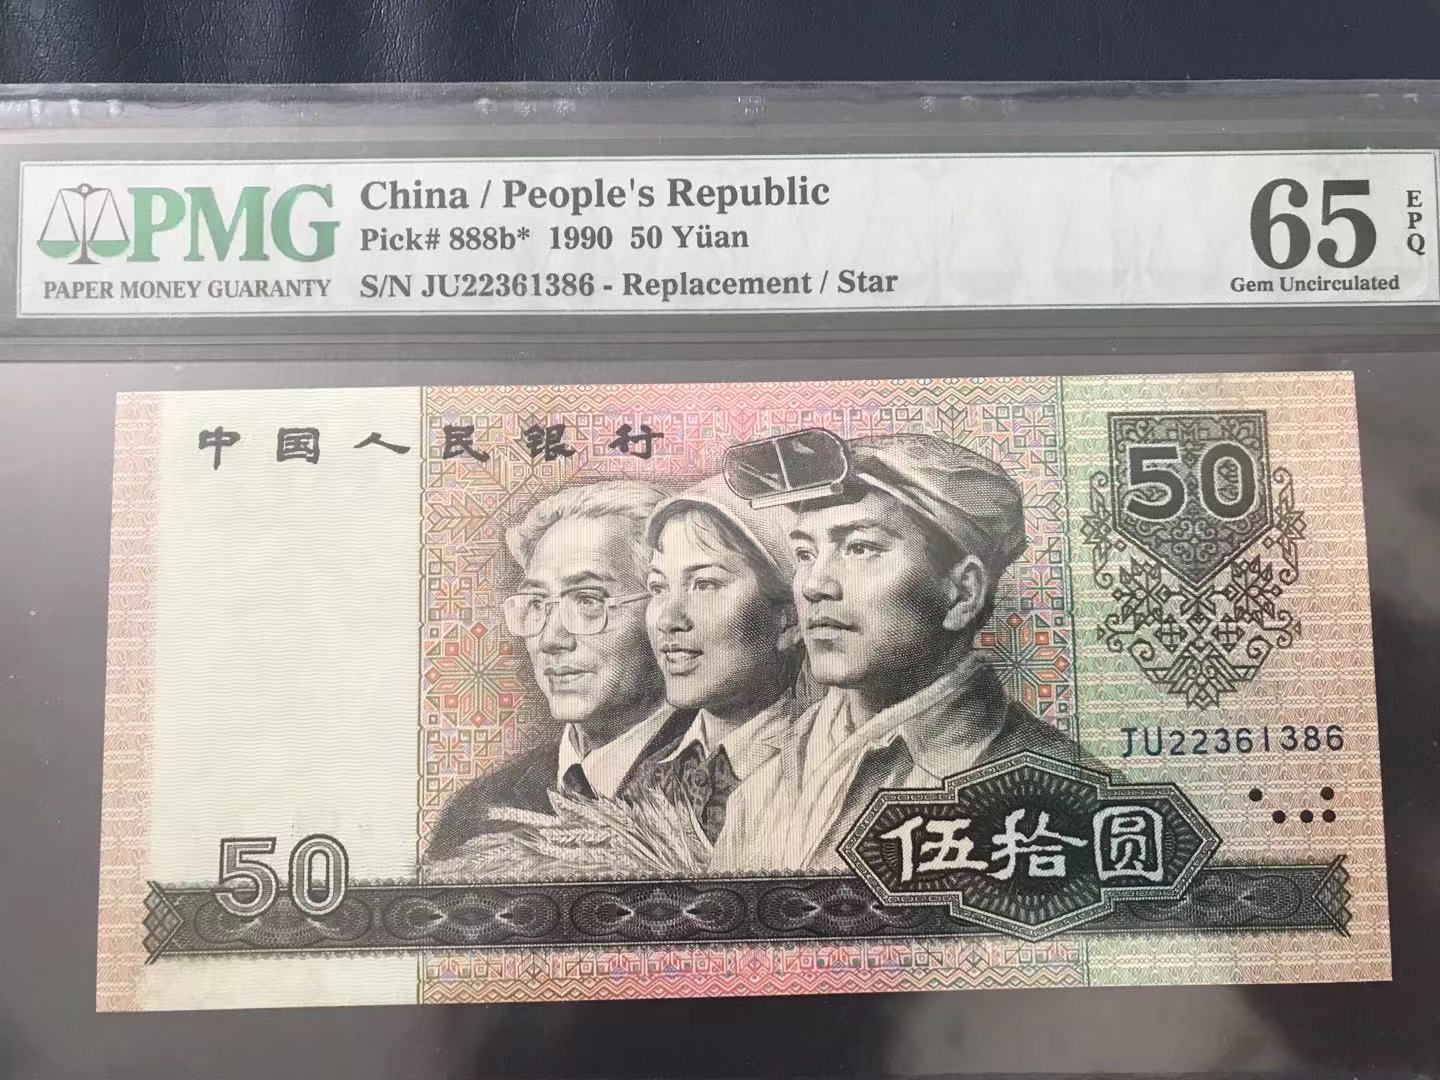 PMG
PAPER MONEY GUARANTY
China / People's Republic
Pick# 888b* 1990 50 Yüan
S/N JU22361386 - Replacement / Star
65
EPQ
Gem Uncirculated
中国人民银行
50
JU22361386
伍拾圆
50